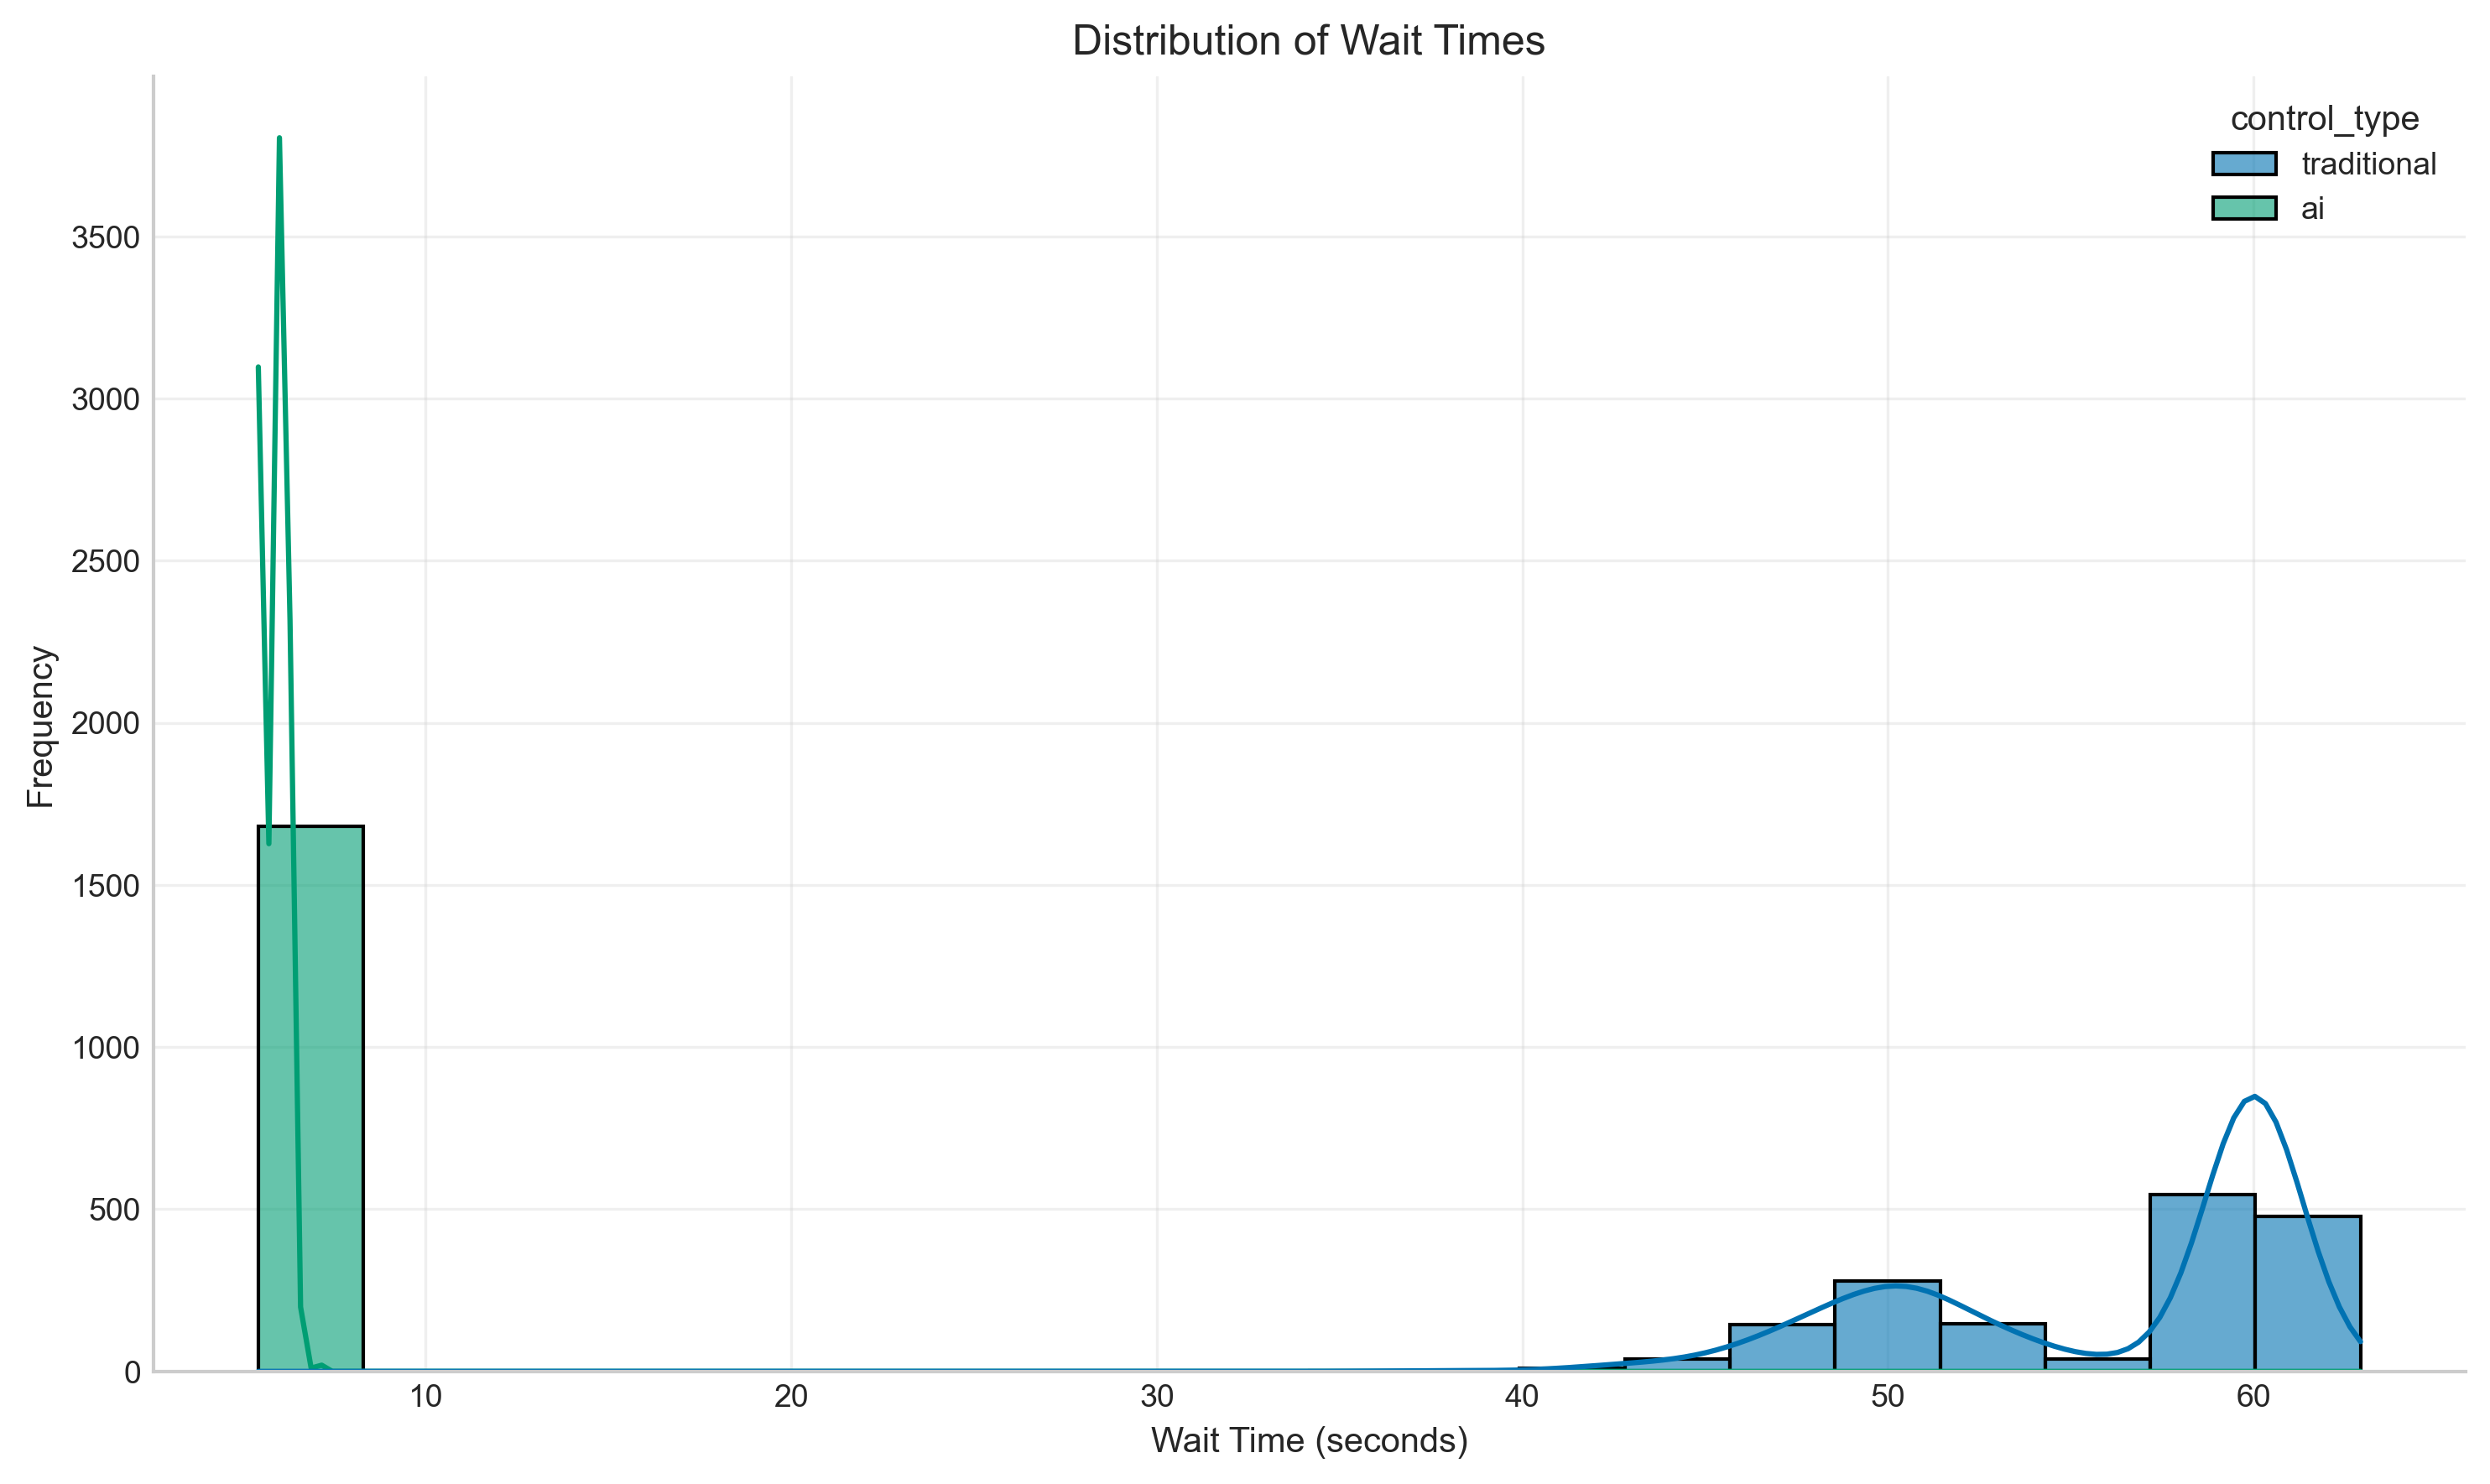 Distribution of Wait Times
control_type
traditional
ai
Frequency
3500
3000
2500
2000
1500
1000
500
0
10 20 30 40 50 60
Wait Time (seconds)